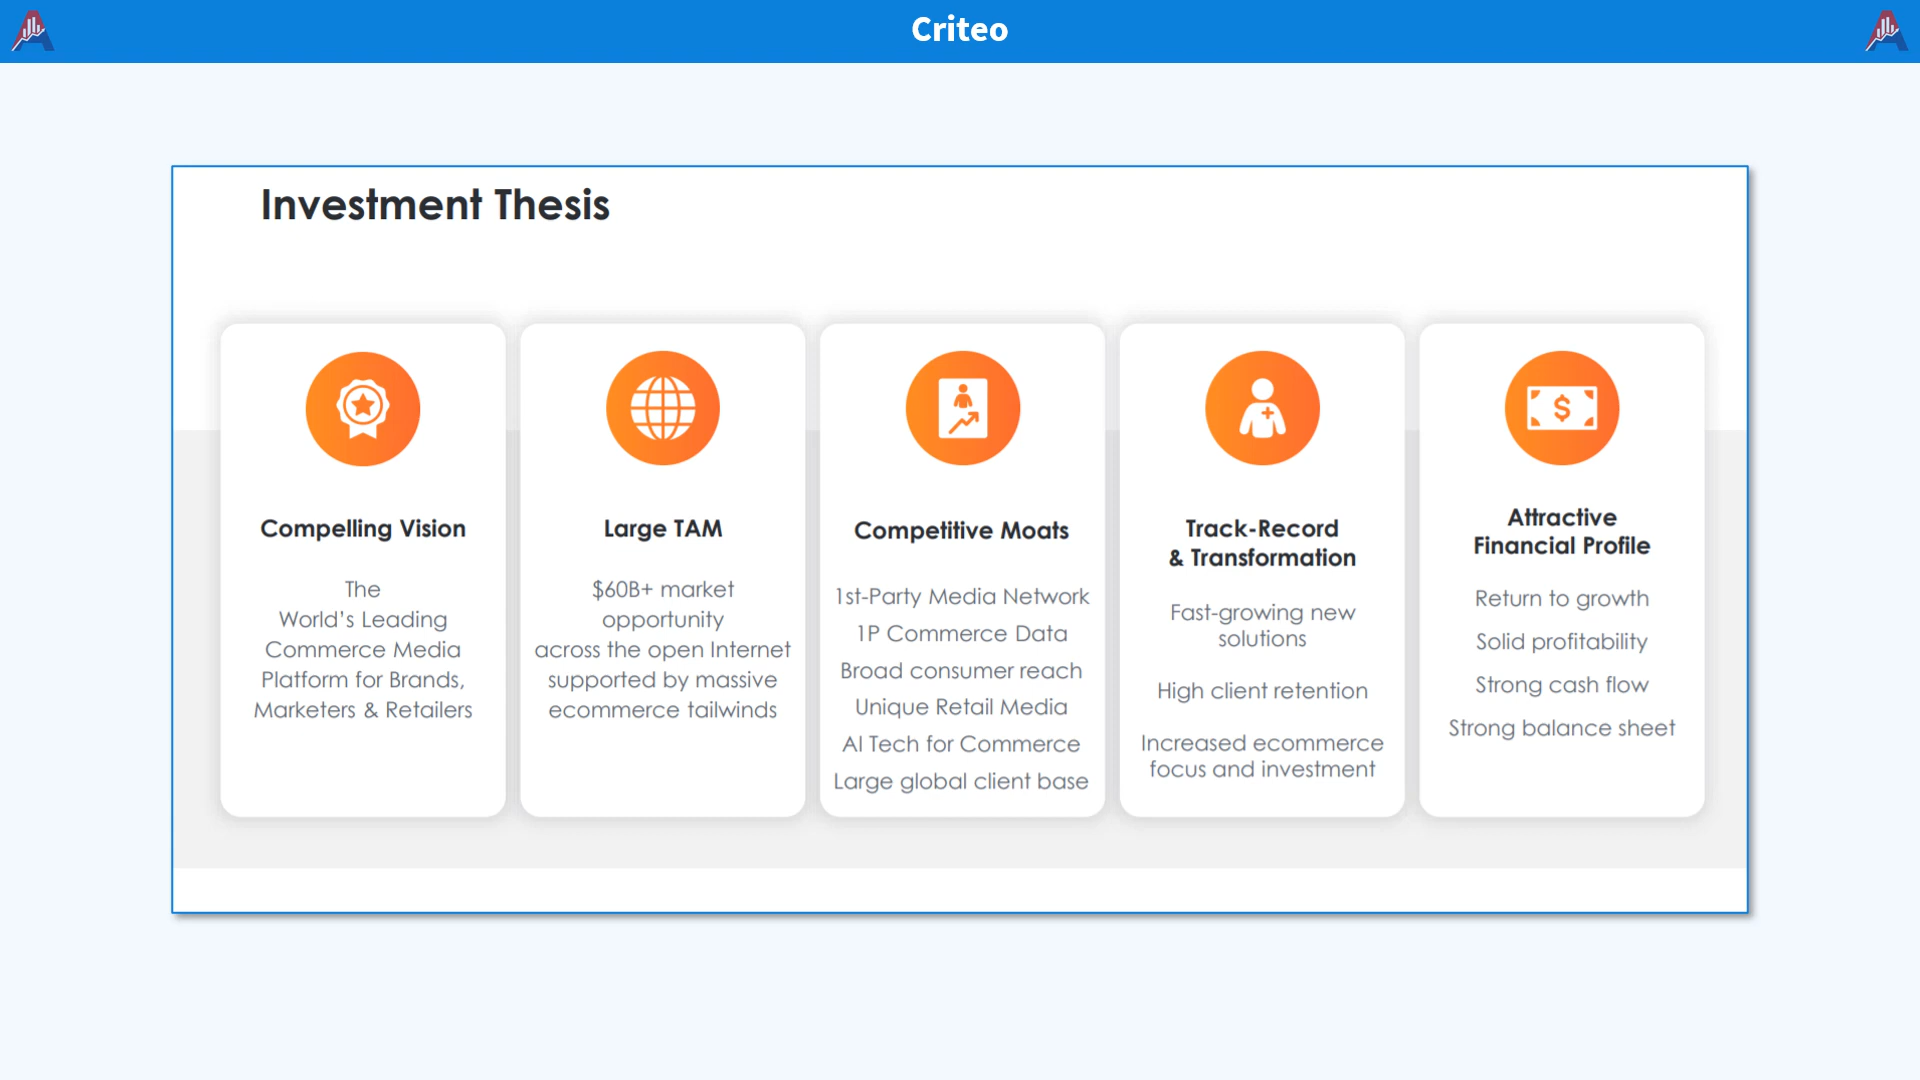 Criteo
Investment Thesis
Compelling Vision
The
World's Leading
Commerce Media
Platform for Brands,
Marketers & Retailers
Large TAM
$60B+ market
opportunity
across the open Internet
supported by massive
ecommerce tailwinds
Competitive Moats
1st-Party Media Network
1P Commerce Data
Broad consumer reach
Unique Retail Media
AI Tech for Commerce
Large global client base
Track-Record
& Transformation
Fast-growing new
solutions
High client retention
Increased ecommerce
focus and investment
Attractive
Financial Profile
Return to growth
Solid profitability
Strong cash flow
Strong balance sheet